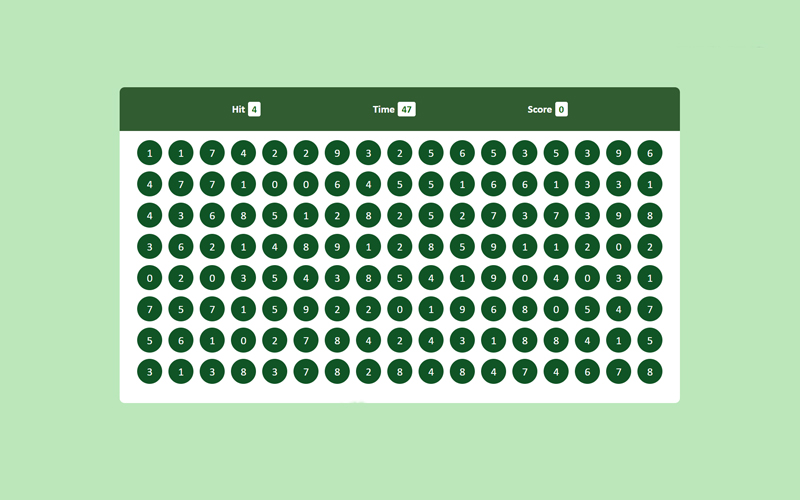 Hit 4 Time 47 Score 0
1 1 7 4 2 2 9 3 2 5 6 5 3 5 3 9 6
4 7 7 1 0 0 6 4 5 5 1 6 6 1 3 3 1
4 3 6 8 5 1 2 8 2 5 2 7 3 7 3 9 8
3 6 2 1 4 8 9 1 2 8 5 9 1 1 2 0 2
0 2 0 3 5 4 3 8 5 4 1 9 0 4 0 3 1
7 5 7 1 5 9 2 2 0 1 9 6 8 0 5 4 7
5 6 1 0 2 7 8 4 2 4 3 1 8 8 4 1 5
3 1 3 8 3 7 8 2 8 4 8 4 7 4 6 7 8